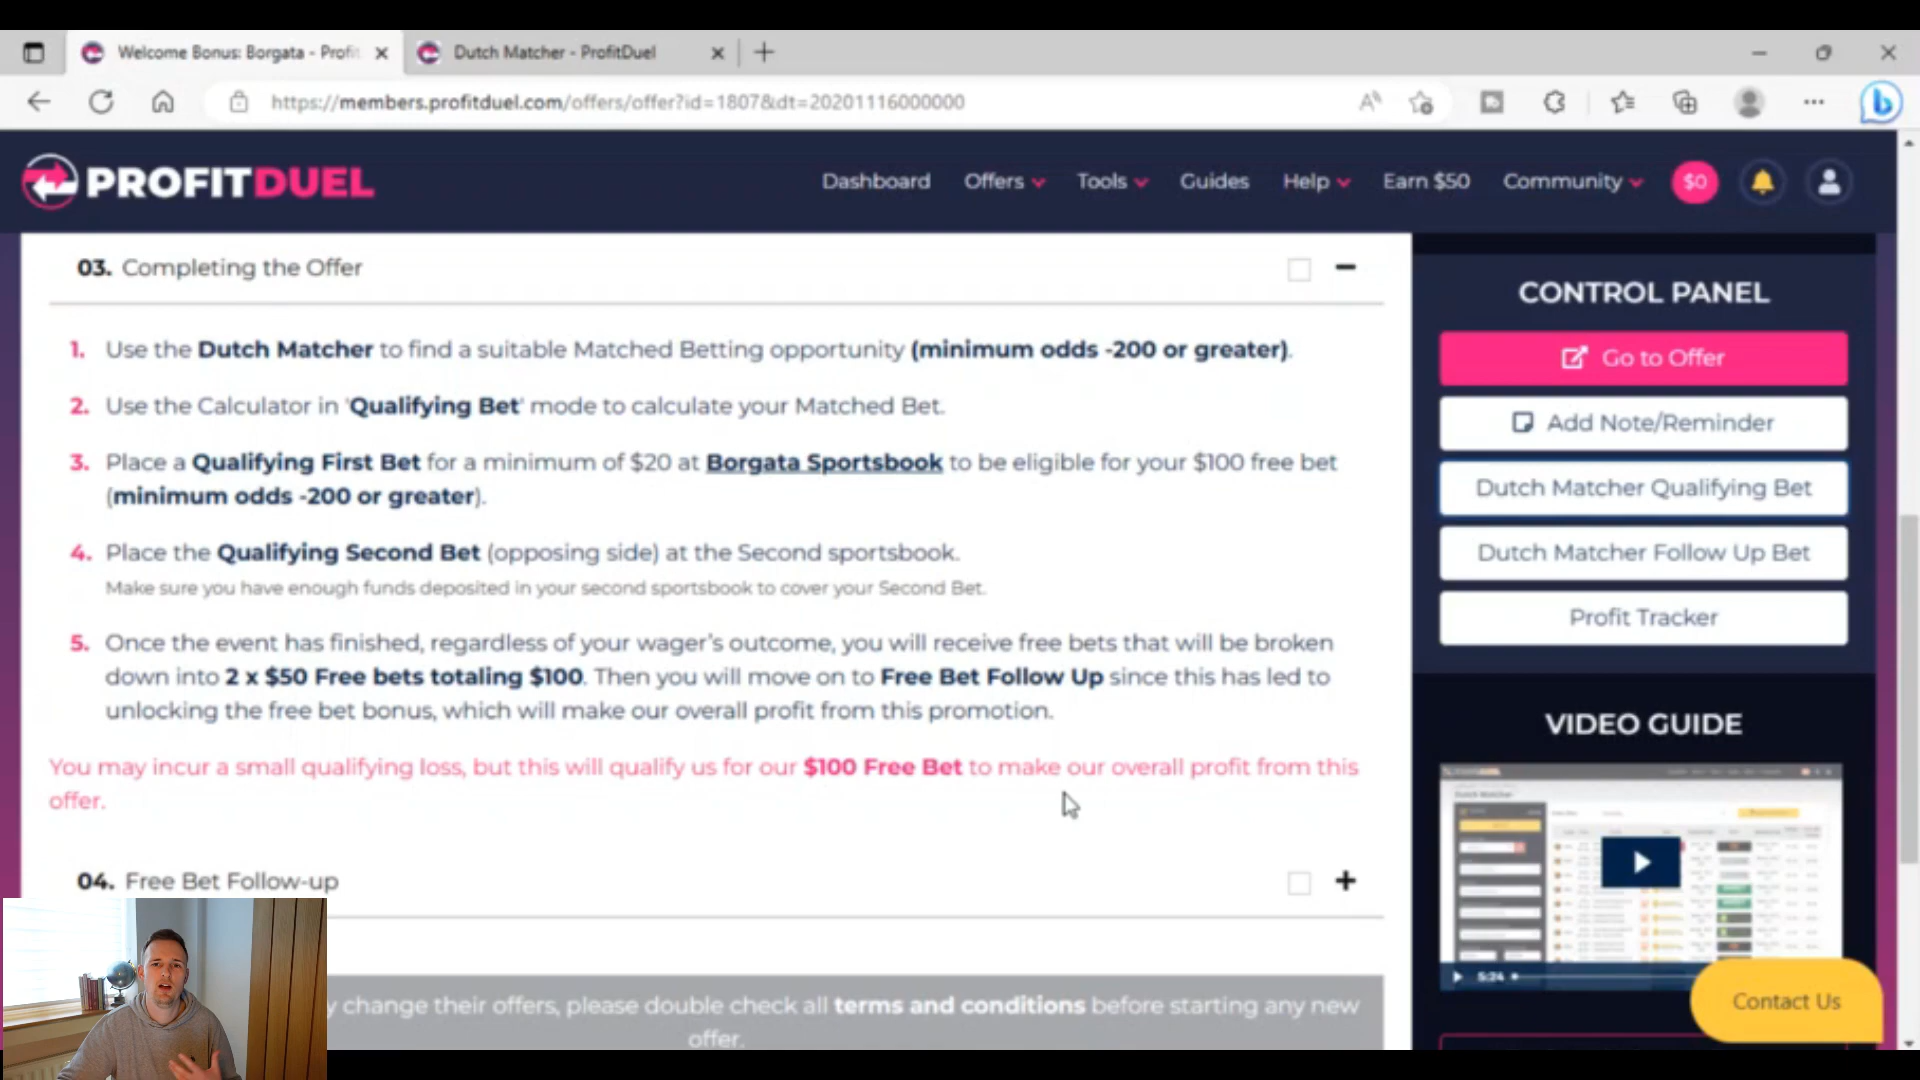 Welcome Bonus: Borgata - Profit
Dutch Matcher - ProfitDuel
https://members.profitduel.com/offers/offer?id=1807&dt=20201116000000
PROFITDUEL
Dashboard
Offers
Tools
Guides
Help
Earn $50
Community
$0
03. Completing the Offer
1. Use the Dutch Matcher to find a suitable Matched Betting opportunity (minimum odds -200 or greater).
2. Use the Calculator in 'Qualifying Bet' mode to calculate your Matched Bet.
3. Place a Qualifying First Bet for a minimum of $20 at Borgata Sportsbook to be eligible for your $100 free bet
(minimum odds -200 or greater).
4. Place the Qualifying Second Bet (opposing side) at the Second sportsbook.
Make sure you have enough funds deposited in your second sportsbook to cover your Second Bet.
5. Once the event has finished, regardless of your wager's outcome, you will receive free bets that will be broken
down into 2 x $50 Free bets totaling $100. Then you will move on to Free Bet Follow Up since this has led to
unlocking the free bet bonus, which will make our overall profit from this promotion.
You may incur a small qualifying loss, but this will qualify us for our $100 Free Bet to make our overall profit from this
offer.
04. Free Bet Follow-up
y change their offers, please double check all terms and conditions before starting any new
offer.
CONTROL PANEL
Go to Offer
Add Note/Reminder
Dutch Matcher Qualifying Bet
Dutch Matcher Follow Up Bet
Profit Tracker
VIDEO GUIDE
5:24
Contact Us